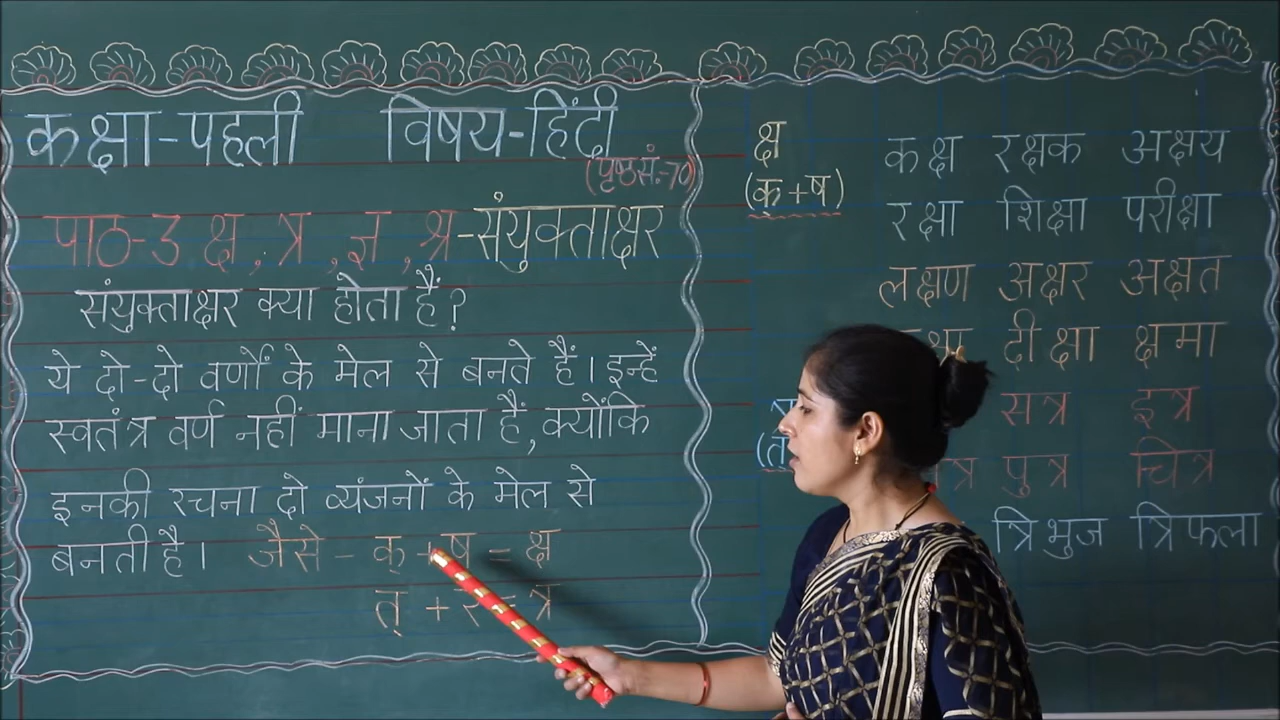 कक्षा-पहली विषय-हिंदी
(पृष्ठ सं.-70)
पाठ-3 क्ष, त्र, ज्ञ, श्र-संयुक्ताक्षर
संयुक्ताक्षर क्या होता हैं?
ये दो-दो वर्णों के मेल से बनते हैं। इन्हें
स्वतंत्र वर्ण नहीं माना जाता हैं, क्योंकि
इनकी रचना दो व्यंजनों के मेल से
बनती है। जैसे - क् + ष = क्ष
त् + र = त्र
क्ष
(क् + ष)
कक्ष रक्षक अक्षय
रक्षा शिक्षा परीक्षा
लक्षण अक्षर अक्षत
दीक्षा क्षमा
सत्र इत्र
पुत्र चित्र
त्रिभुज त्रिफला